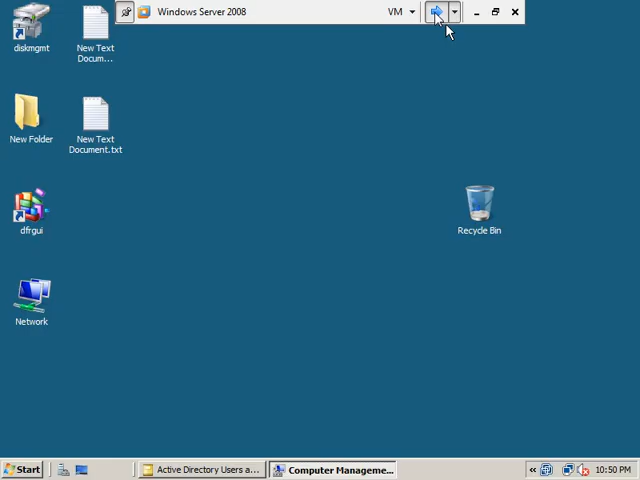 Windows Server 2008
VM
diskmgmt
New Text
Docum...
New Folder
New Text
Document.txt
dfrgui
Recycle Bin
Network
Start
Active Directory Users a...
Computer Manageme...
10:50 PM